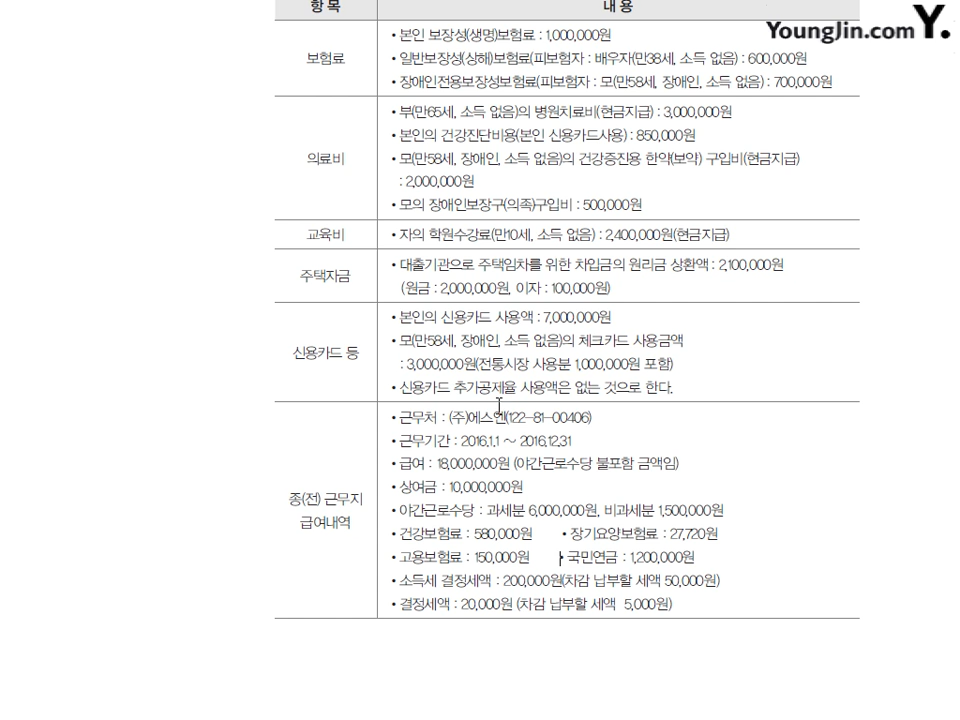 항 목 내 용
YoungJin.com Y.
보험료
• 본인 보장성(생명)보험료 : 1,000,000원
• 일반보장성(상해)보험료(피보험자 : 배우자(만38세, 소득 없음) : 600,000원
• 장애인전용보장성보험료(피보험자 : 모(만58세, 장애인, 소득 없음) : 700,000원
의료비
• 부(만65세, 소득 없음)의 병원치료비(현금지급) : 3,000,000원
• 본인의 건강진단비용(본인 신용카드사용) : 850,000원
• 모(만58세, 장애인, 소득 없음)의 건강증진용 한약(보약) 구입비(현금지급)
: 2,000,000원
• 모의 장애인보장구(의족)구입비 : 500,000원
교육비
• 자의 학원수강료(만10세, 소득 없음) : 2,400,000원(현금지급)
주택자금
• 대출기관으로 주택임차를 위한 차입금의 원리금 상환액 : 2,100,000원
(원금 : 2,000,000원, 이자 : 100,000원)
신용카드 등
• 본인의 신용카드 사용액 : 7,000,000원
• 모(만58세, 장애인, 소득 없음)의 체크카드 사용금액
: 3,000,000원(전통시장 사용분 1,000,000원 포함)
• 신용카드 추가공제율 사용액은 없는 것으로 한다.
종(전) 근무지
급여내역
• 근무처 : (주)에스엔(122-81-00406)
• 근무기간 : 2016.1.1 ~ 2016.12.31
• 급여 : 18,000,000원 (야간근로수당 불포함 금액임)
• 상여금 : 10,000,000원
• 야간근로수당 : 과세분 6,000,000원, 비과세분 1,500,000원
• 건강보험료 : 580,000원 • 장기요양보험료 : 27,720원
• 고용보험료 : 150,000원 • 국민연금 : 1,200,000원
• 소득세 결정세액 : 200,000원(차감 납부할 세액 50,000원)
• 결정세액 : 20,000원 (차감 납부할 세액 5,000원)